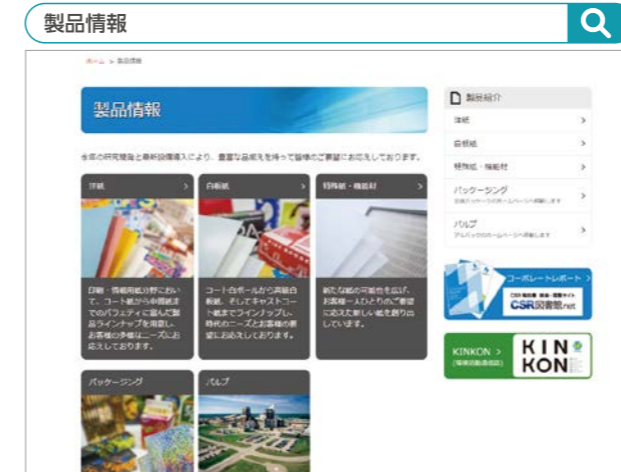 製品情報
ホーム > 製品情報
製品情報
全般の研究開発と最新設備導入により、豊富な品揃えを持って皆様のご要望にお応えしております。
洋紙
白板紙
特殊紙・機能材
印刷・情報用紙分野におい
て、コート紙から中質紙ま
でのバラエティに富んだ製
品ラインナップを用意し、
お客様の多様なニーズにお
応えしております。
コート白ボールから高級白
板紙、そしてキャストコー
ト紙までラインナップし、
時代のニーズとお客様の要
望にお応えしております。
新たな紙の可能性を広げ、
お客様一人ひとりのご要望
に応えた新しい紙を創り出
しています。
パッケージング
パルプ
製品紹介
洋紙
白板紙
特殊紙・機能材
パッケージング
パルプ
コーポレートレポート
CSR図書館.net
KINKON
KIN
KON